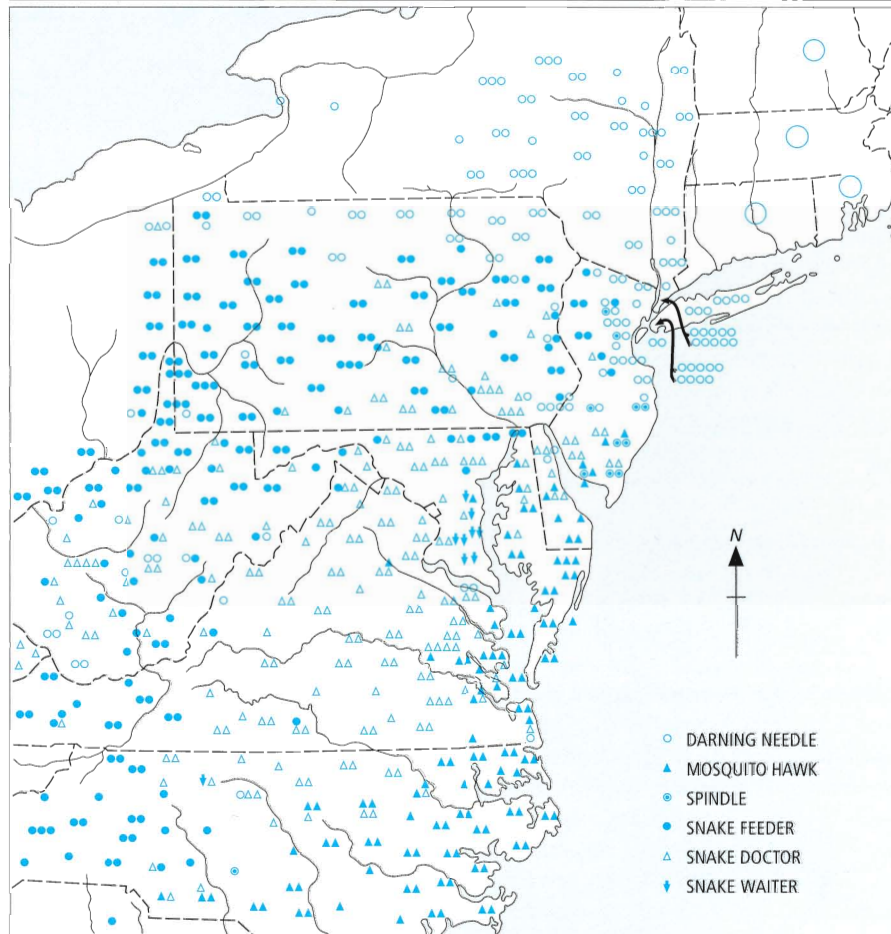 N
DARNING NEEDLE
MOSQUITO HAWK
SPINDLE
SNAKE FEEDER
SNAKE DOCTOR
SNAKE WAITER